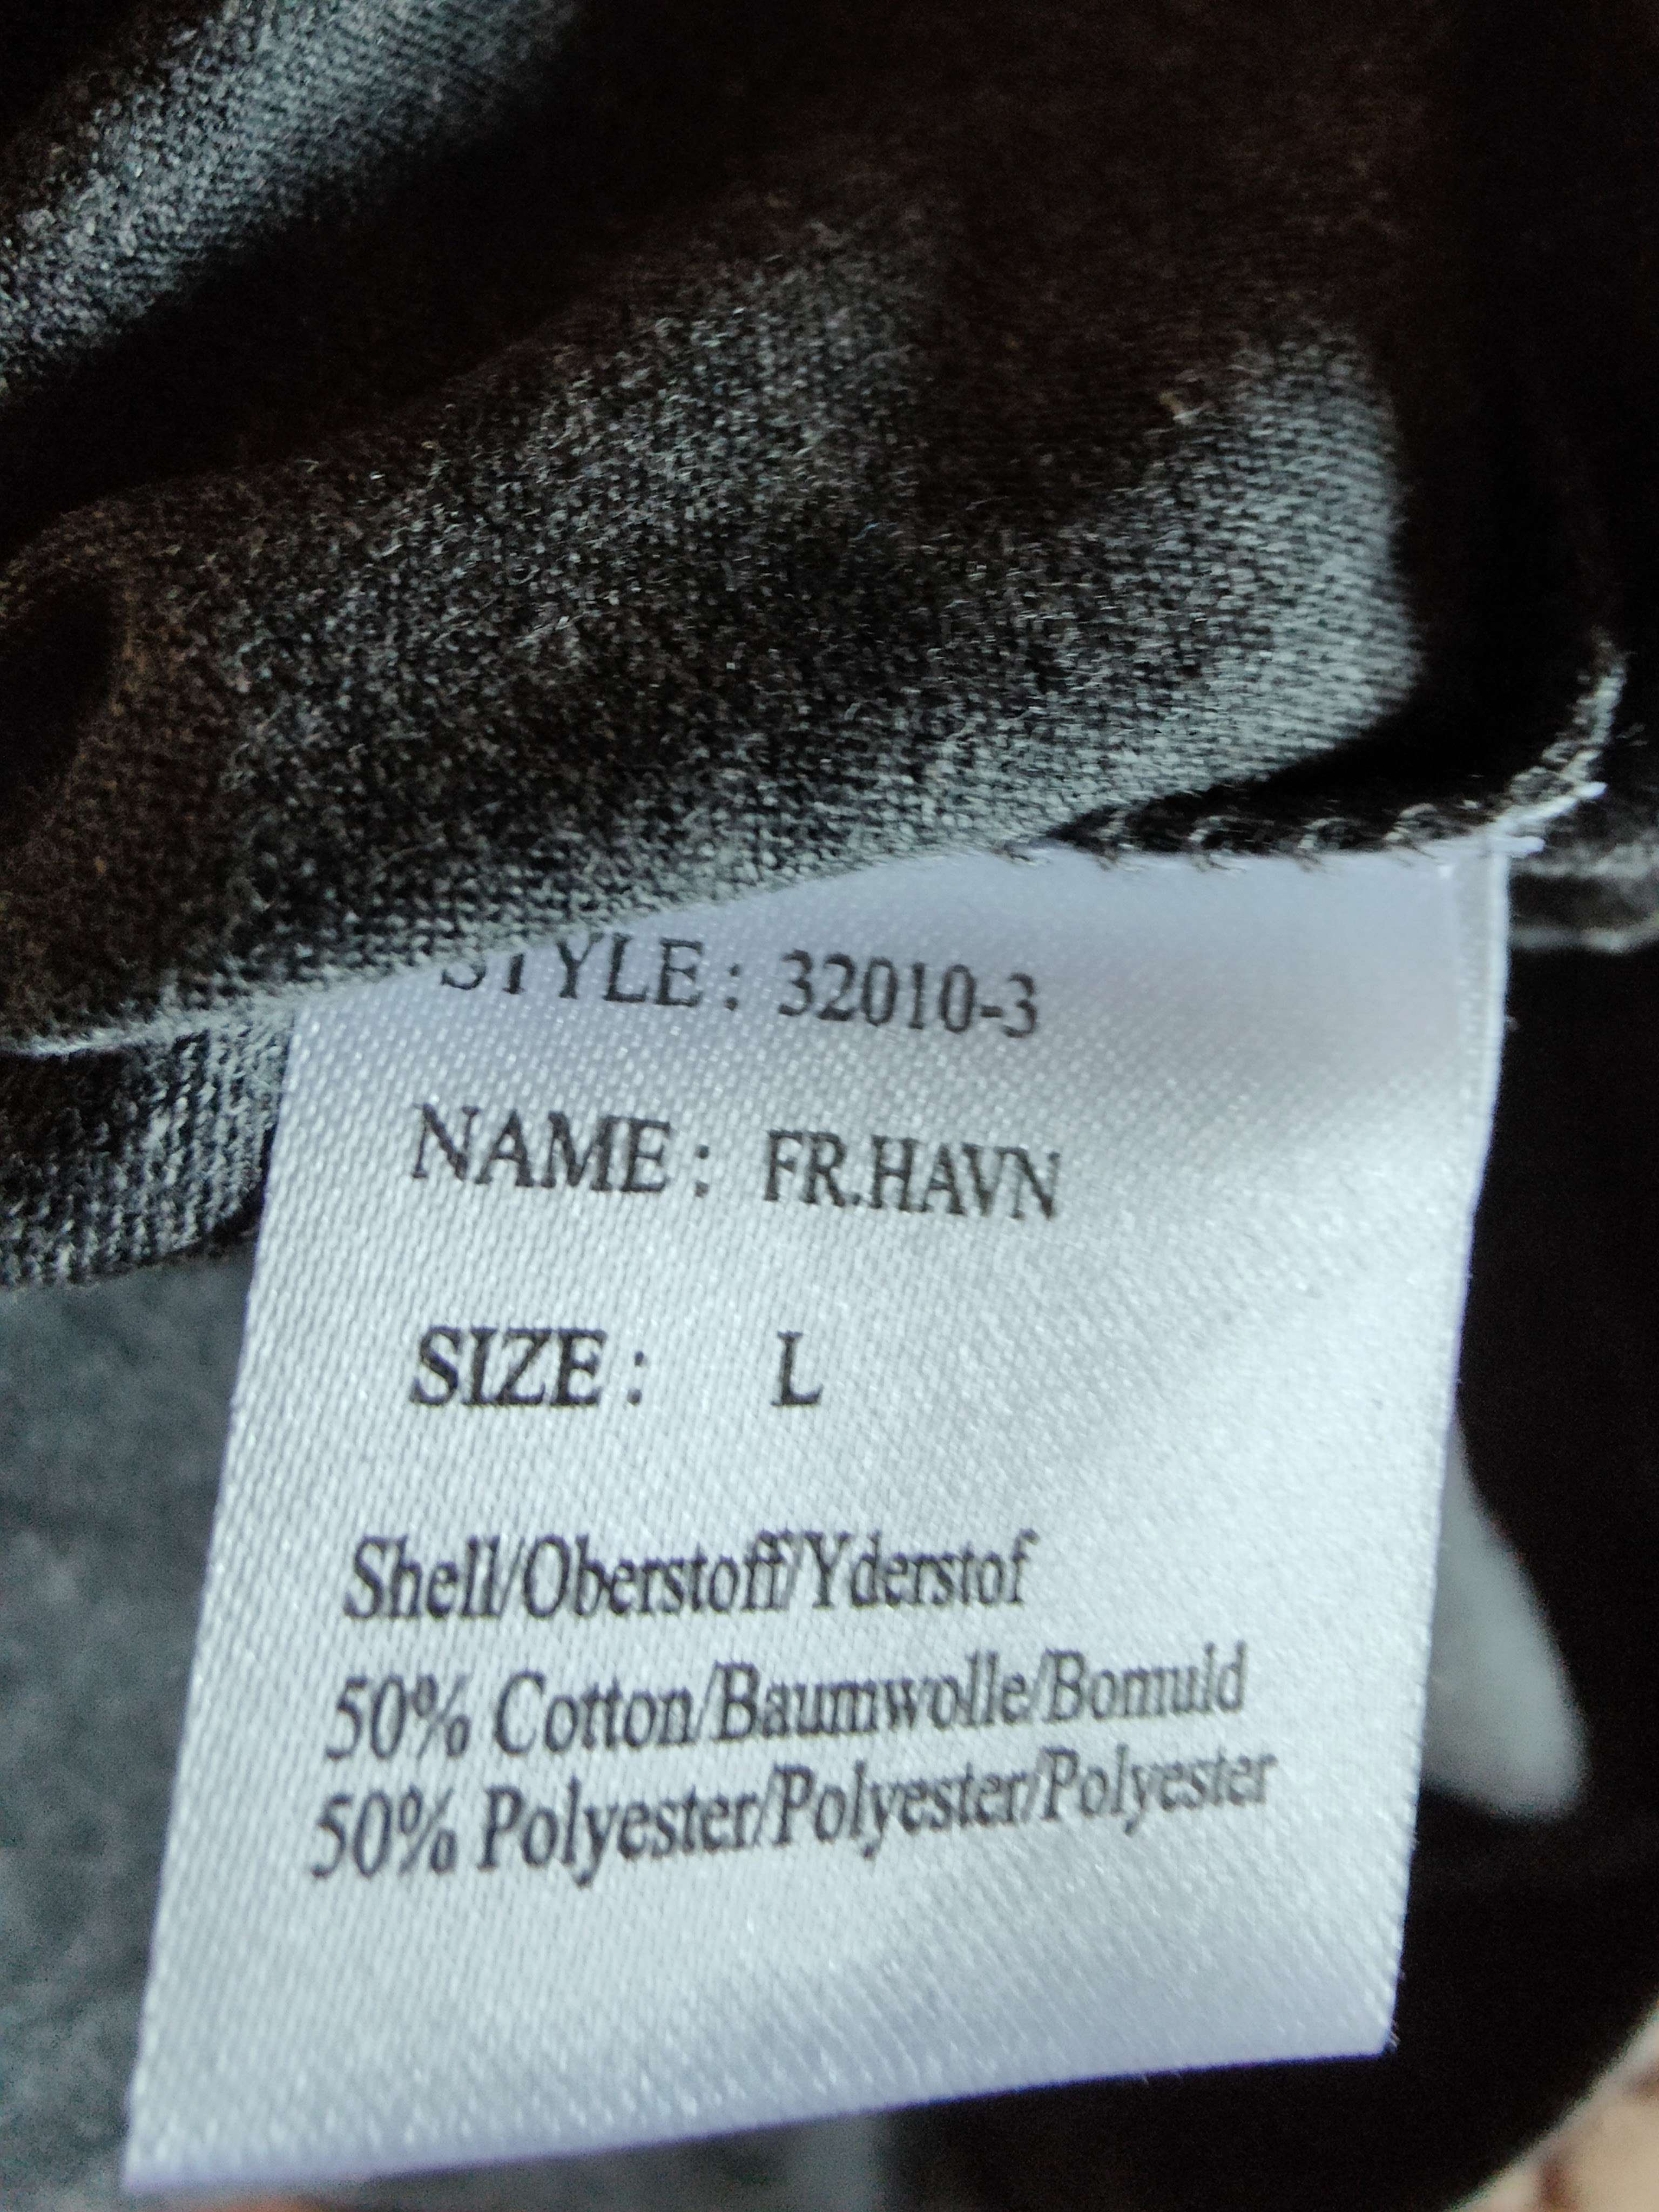 STYLE: 32010-3
NAME: FR.HAVN
SIZE: L
Shell/Oberstoff/Yderstof
50% Cotton/Baumwolle/Bomuld
50% Polyester/Polyester/Polyester